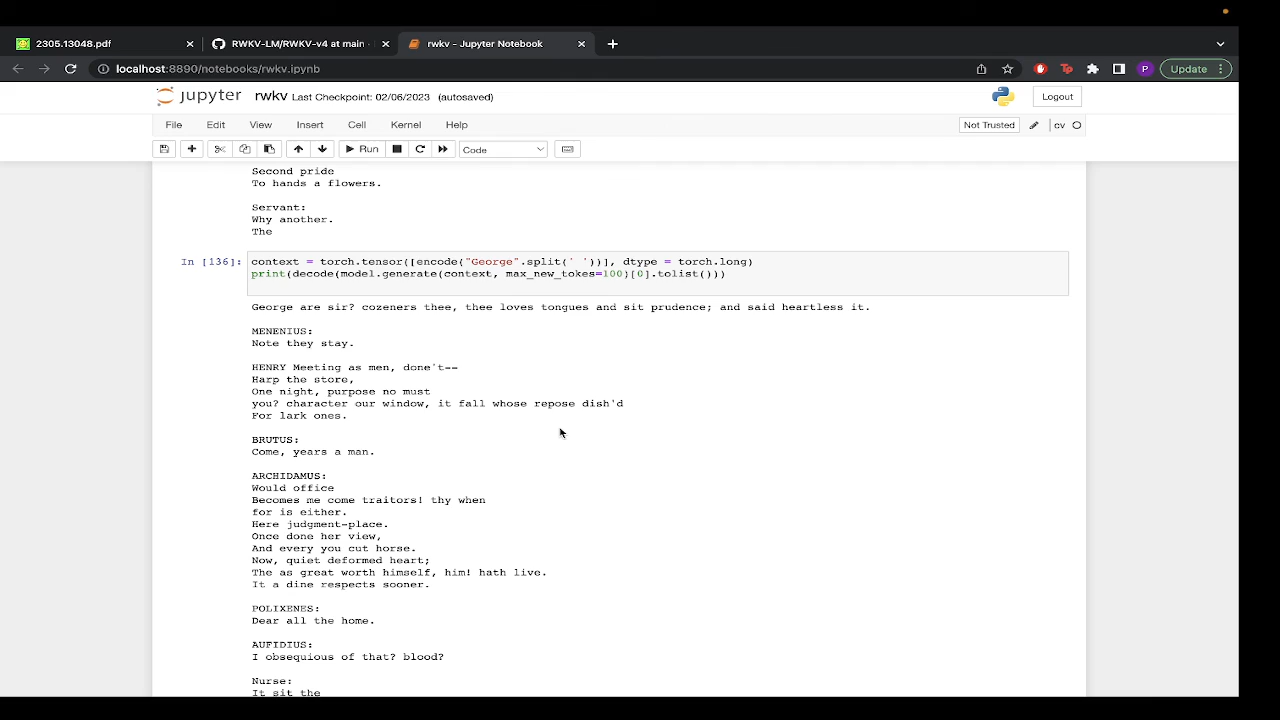 2305.13048.pdf
RWKV-LM/RWKV-v4 at main ·
rwkv - Jupyter Notebook
localhost:8890/notebooks/rwkv.ipynb
Tp
P
Update
jupyter rwkv Last Checkpoint: 02/06/2023 (autosaved)
Logout
File Edit View Insert Cell Kernel Help
Not Trusted
cv
Run
Code
Second pride
To hands a flowers.
Servant:
Why another.
The
In [136]: context = torch.tensor([encode("George".split(' '))], dtype = torch.long)
print(decode(model.generate(context, max_new_tokes=100)[0].tolist()))
George are sir? cozeners thee, thee loves tongues and sit prudence; and said heartless it.
MENENIUS:
Note they stay.
HENRY Meeting as men, done't--
Harp the store,
One night, purpose no must
you? character our window, it fall whose repose dish'd
For lark ones.
BRUTUS:
Come, years a man.
ARCHIDAMUS:
Would office
Becomes me come traitors! thy when
for is either.
Here judgment-place.
Once done her view,
And every you cut horse.
Now, quiet deformed heart;
The as great worth himself, him! hath live.
It a dine respects sooner.
POLIXENES:
Dear all the home.
AUFIDIUS:
I obsequious of that? blood?
Nurse:
It sit the